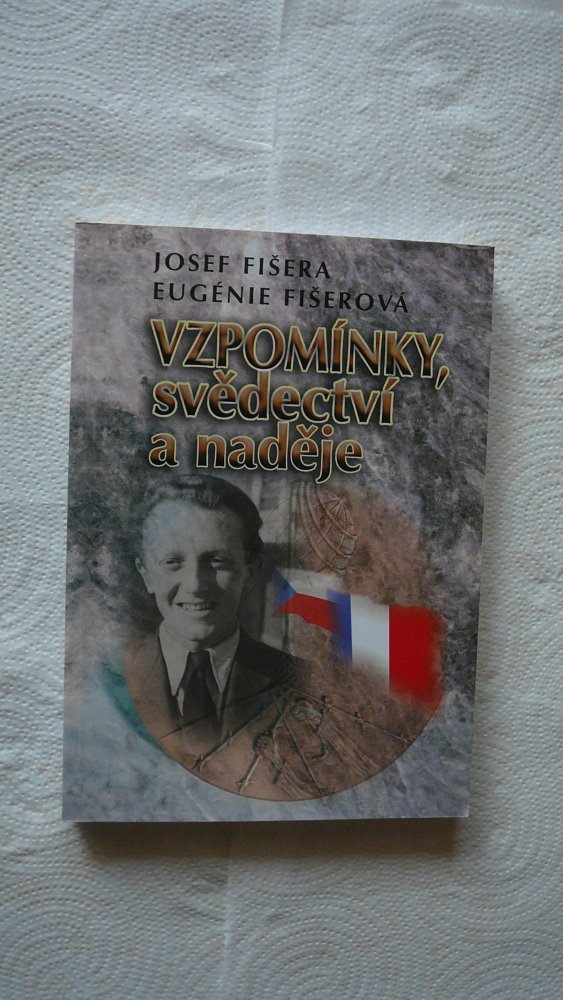 JOSEF FIŠERA
EUGÉNIE FIŠEROVÁ
VZPOMÍNKY,
svědectví
a naděje